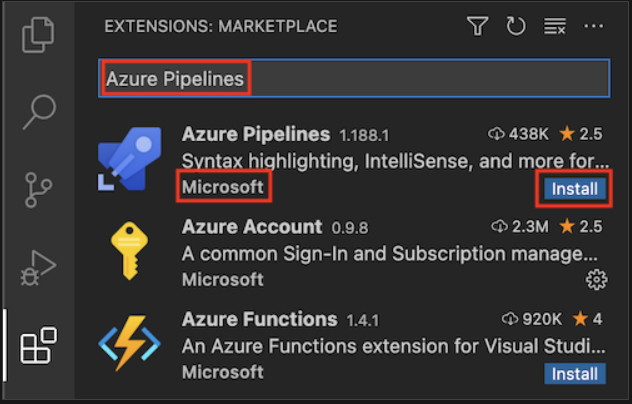 EXTENSIONS: MARKETPLACE
Azure Pipelines
Azure Pipelines 1.188.1 438K 2.5
Syntax highlighting, IntelliSense, and more for...
Microsoft Install
Azure Account 0.9.8 2.3M 2.5
A common Sign-In and Subscription manage...
Microsoft
Azure Functions 1.4.1 920K 4
An Azure Functions extension for Visual Studi...
Microsoft Install